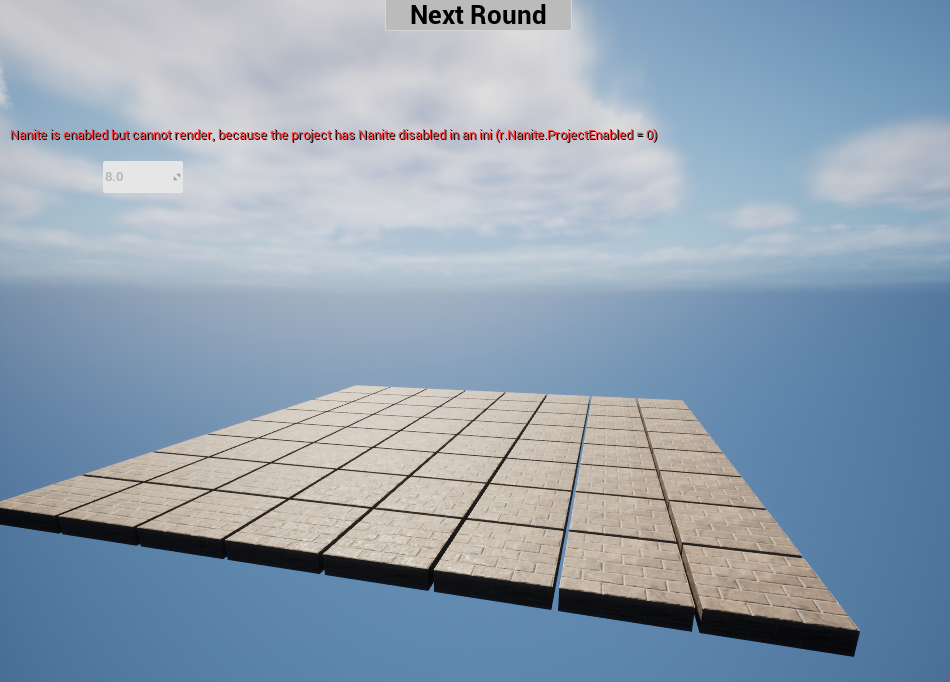 Next Round
Nanite is enabled but cannot render, because the project has Nanite disabled in an ini (r.Nanite.ProjectEnabled = 0)
8.0